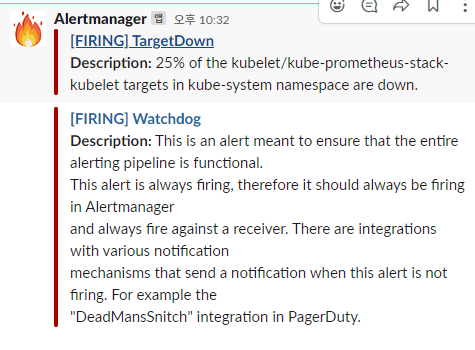 Alertmanager 앱 오후 10:32
[FIRING] TargetDown
Description: 25% of the kubelet/kube-prometheus-stack-
kubelet targets in kube-system namespace are down.
[FIRING] Watchdog
Description: This is an alert meant to ensure that the entire
alerting pipeline is functional.
This alert is always firing, therefore it should always be firing
in Alertmanager
and always fire against a receiver. There are integrations
with various notification
mechanisms that send a notification when this alert is not
firing. For example the
"DeadMansSnitch" integration in PagerDuty.